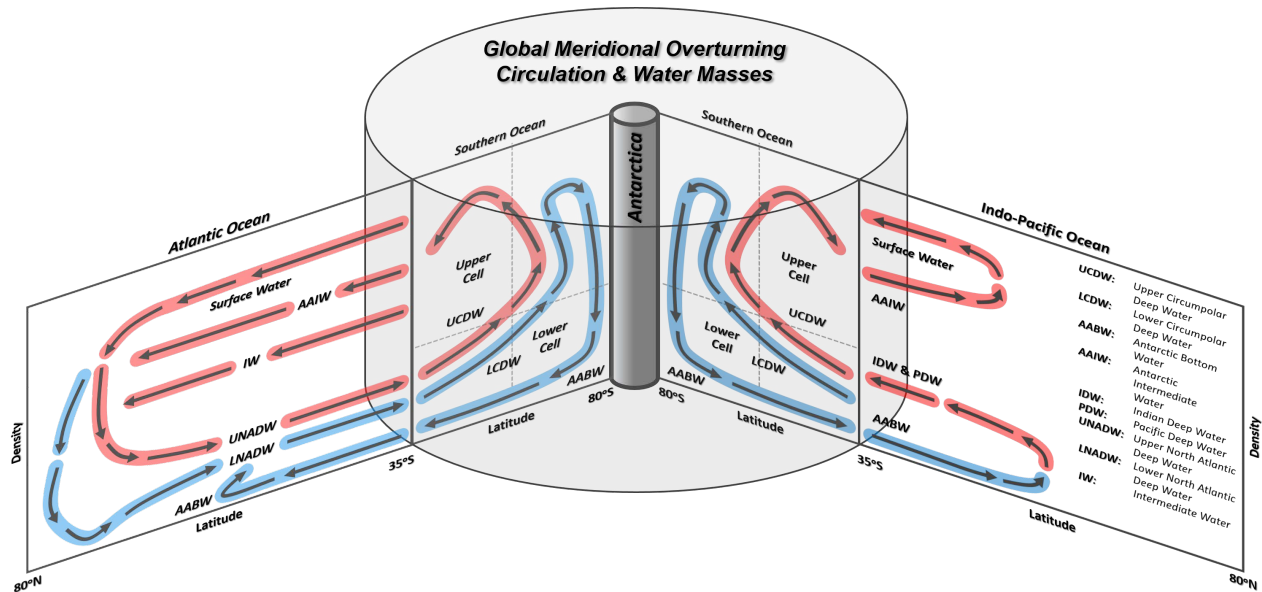 Global Meridional Overturning
Circulation & Water Masses
Southern Ocean
Southern Ocean
Antarctica
Atlantic Ocean
Indo-Pacific Ocean
Surface Water
AAIW
IW
UNADW
LNADW
AABW
Latitude
Density
80°N
35°S
Upper
Cell
UCDW
Lower
Cell
LCDW
AABW
80°S
Latitude
Upper
Cell
UCDW
Lower
Cell
LCDW
AABW
80°S
Latitude
35°S
Surface Water
AAIW
IDW & PDW
AABW
Latitude
Density
80°N
UCDW: Upper Circumpolar
Deep Water
LCDW: Lower Circumpolar
Deep Water
AABW: Antarctic Bottom
Water
AAIW: Antarctic
Intermediate
Water
IDW: Indian Deep Water
PDW: Pacific Deep Water
UNADW: Upper North Atlantic
Deep Water
LNADW: Lower North Atlantic
Deep Water
IW: Intermediate Water